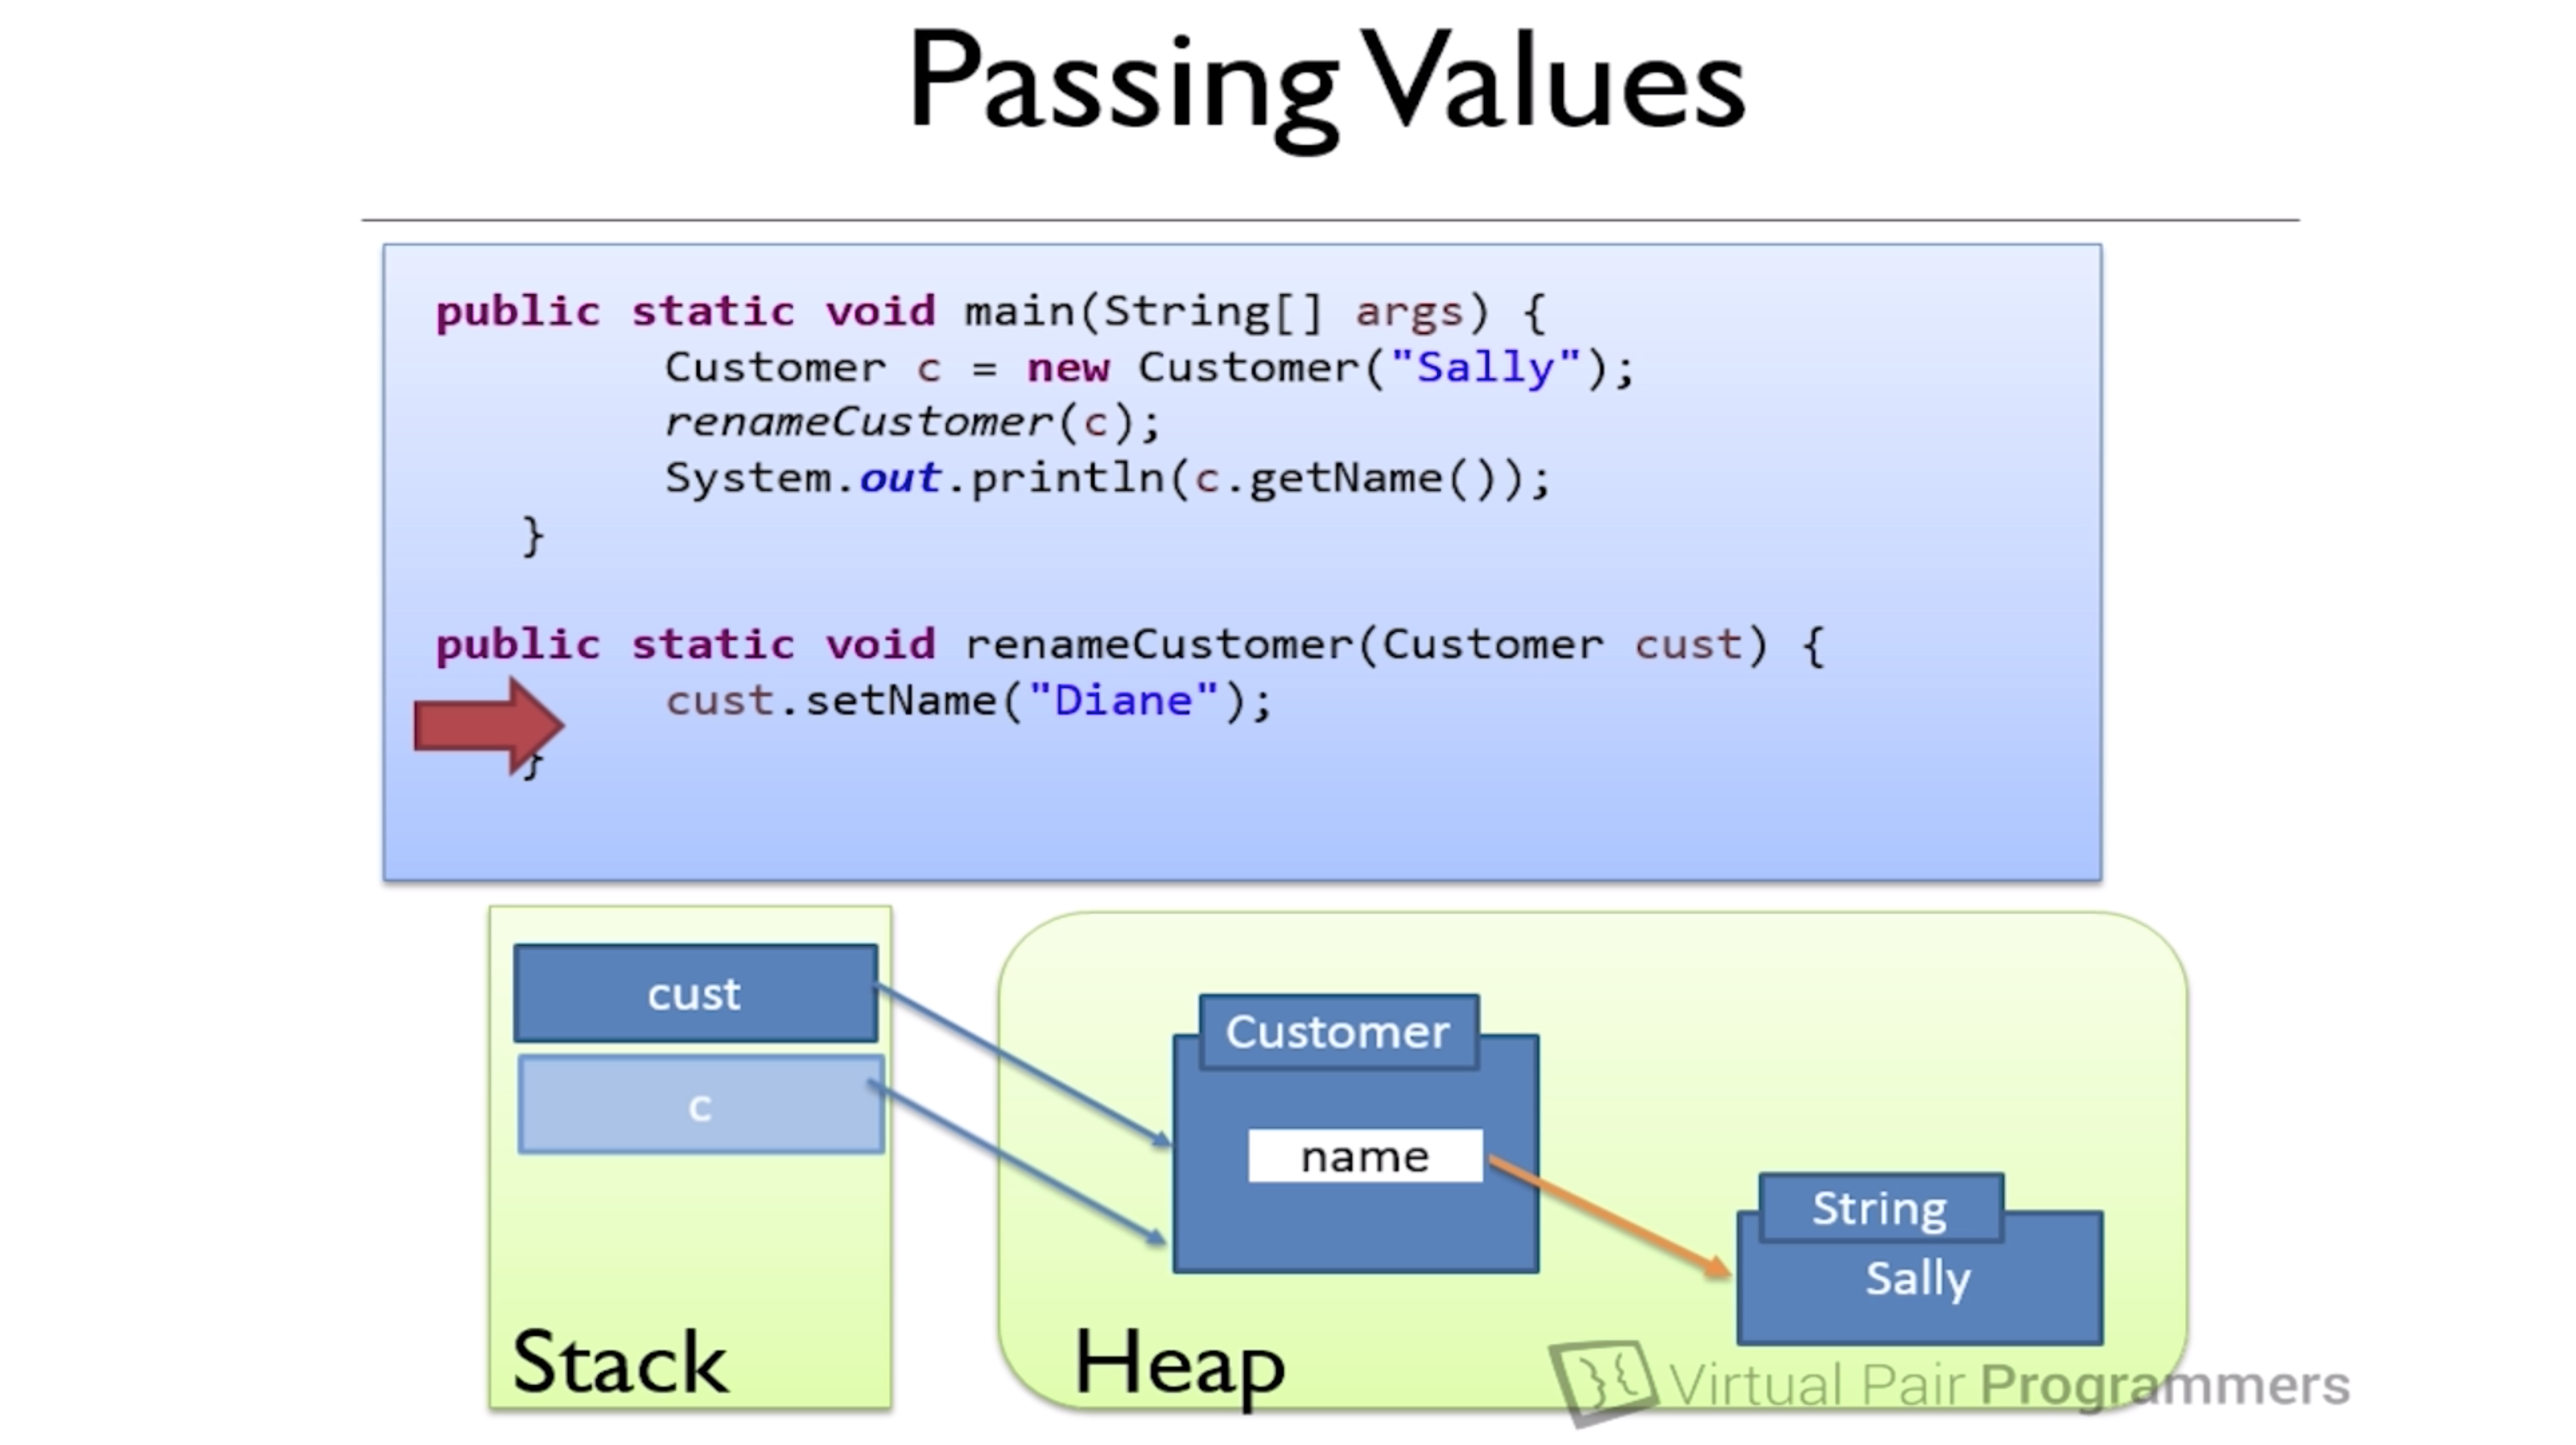 Passing Values
public static void main(String[] args) {
Customer c = new Customer("Sally");
renameCustomer(c);
System.out.println(c.getName());
}
public static void renameCustomer(Customer cust) {
cust.setName("Diane");
}
cust
c
Stack
Customer
name
String
Sally
Heap
Virtual Pair Programmers